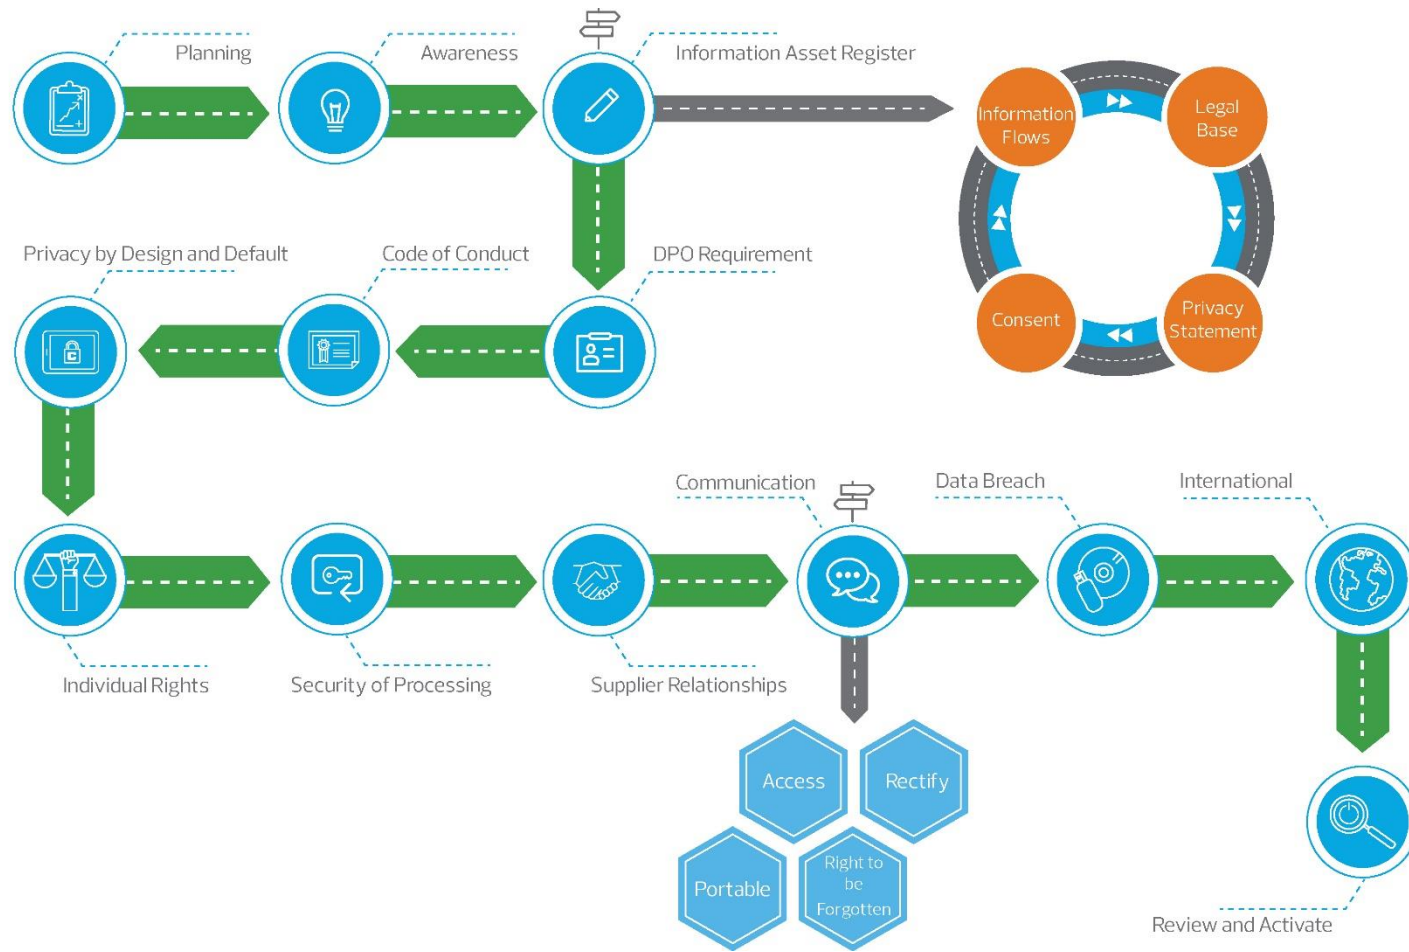 Planning
Awareness
Information Asset Register
Information
Flows
Legal
Base
Consent
Privacy
Statement
Privacy by Design and Default
Code of Conduct
DPO Requirement
Communication
Data Breach
International
Individual Rights
Security of Processing
Supplier Relationships
Access
Rectify
Portable
Right to
be
Forgotten
Review and Activate